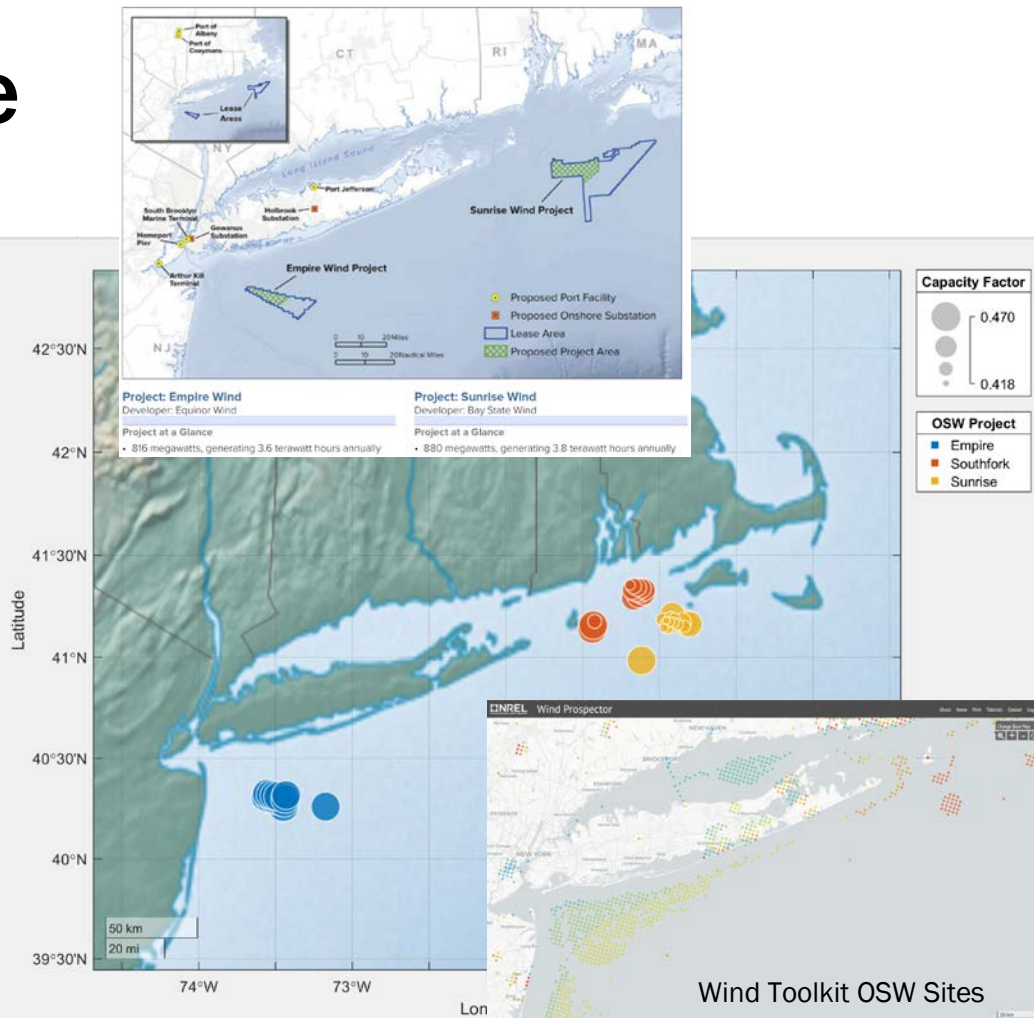 e
Port of
Albany
Port of
Coeymans
Lease
Areas
CT
RI
MA
NY
NJ
Long Island Sound
Port Jefferson
Holbrook
Substation
South Brooklyn
Marine Terminal
Gowanus
Substation
Homeport
Pier
Arthur Kill
Terminal
Sunrise Wind Project
Empire Wind Project
Proposed Port Facility
Proposed Onshore Substation
Lease Area
Proposed Project Area
0 10 20Miles
0 10 20Nautical Miles
Project: Empire Wind
Developer: Equinor Wind
Project at a Glance
• 816 megawatts, generating 3.6 terawatt hours annually
Project: Sunrise Wind
Developer: Bay State Wind
Project at a Glance
• 880 megawatts, generating 3.8 terawatt hours annually
Capacity Factor
0.470
0.418
OSW Project
Empire
Southfork
Sunrise
Latitude
42°30'N
42°N
41°30'N
41°N
40°30'N
40°N
39°30'N
50 km
20 mi
74°W
73°W
Lon
NREL Wind Prospector
NEW HAVEN
NEW YORK
Wind Toolkit OSW Sites